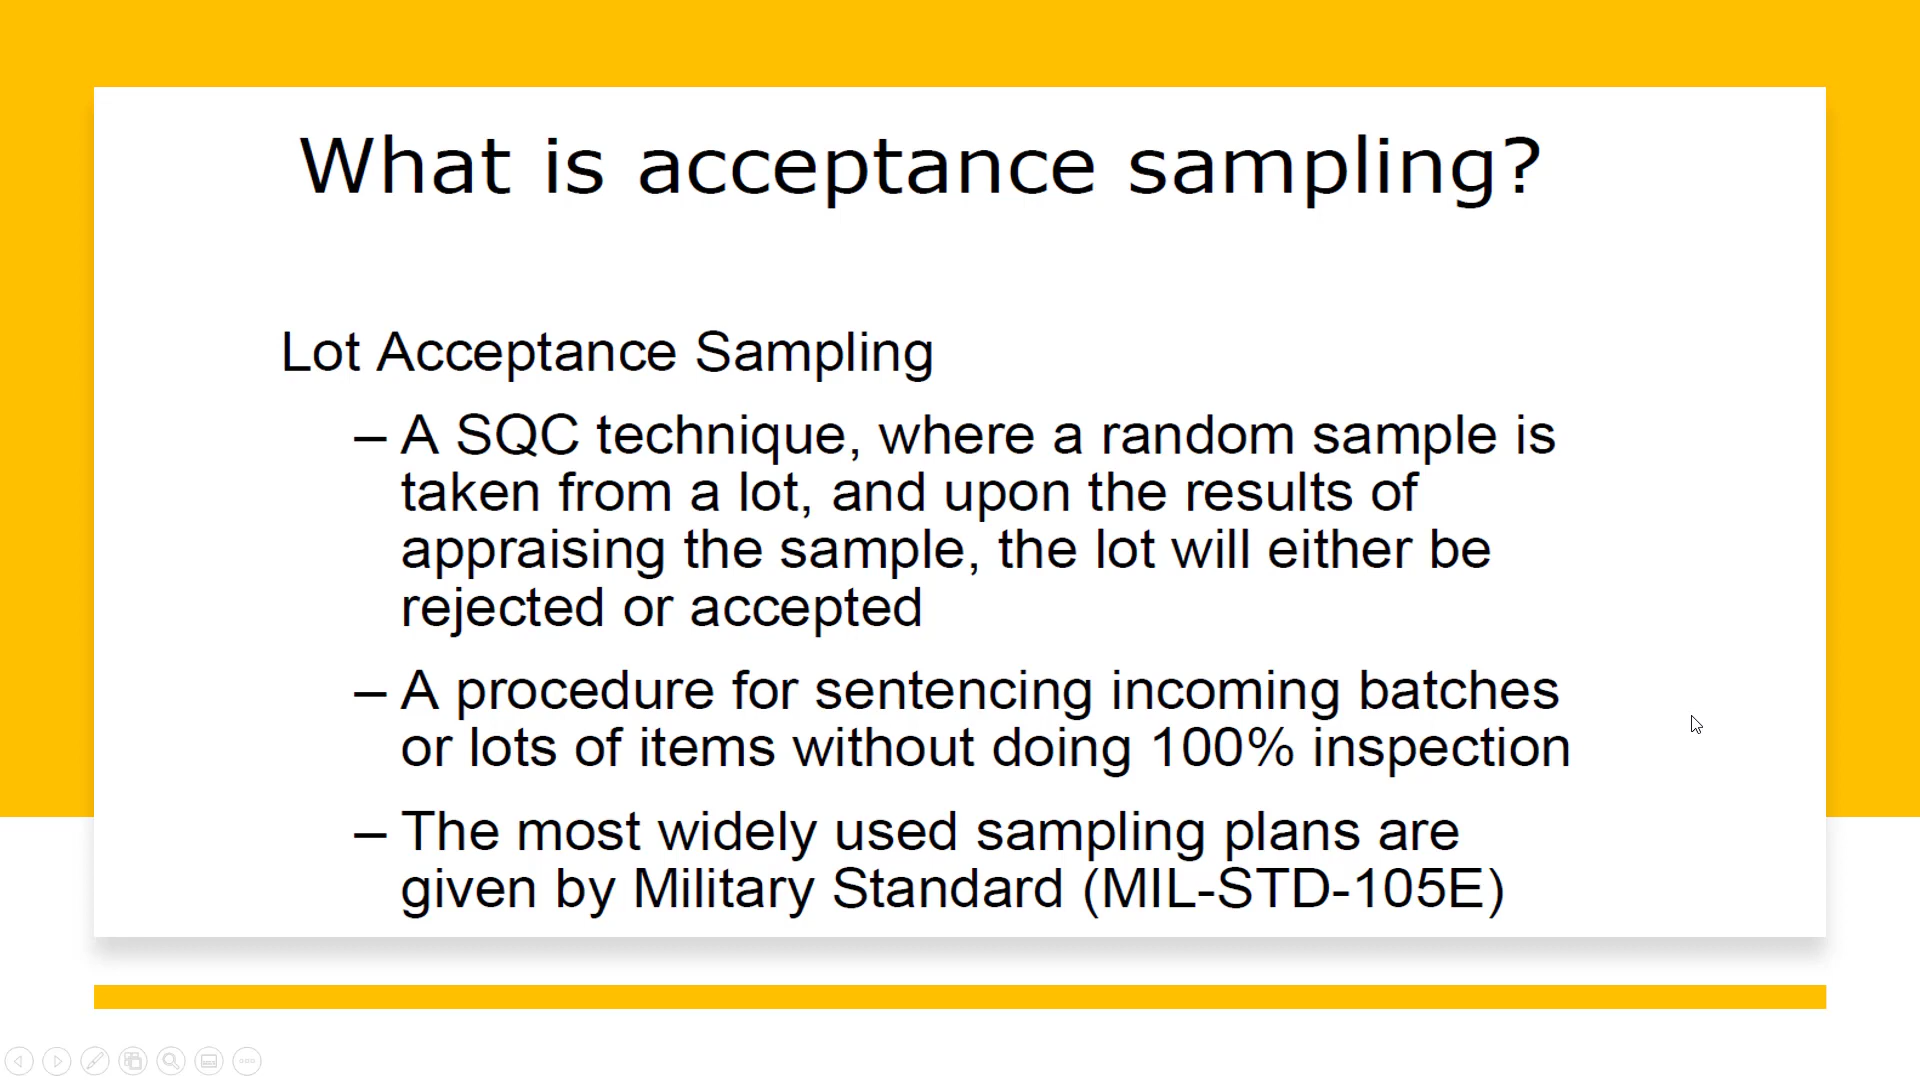 What is acceptance sampling?
Lot Acceptance Sampling
– A SQC technique, where a random sample is
taken from a lot, and upon the results of
appraising the sample, the lot will either be
rejected or accepted
– A procedure for sentencing incoming batches
or lots of items without doing 100% inspection
– The most widely used sampling plans are
given by Military Standard (MIL-STD-105E)